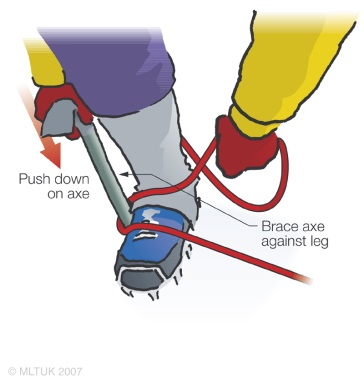 Push down
on axe
Brace axe
against leg
© MLTUK 2007